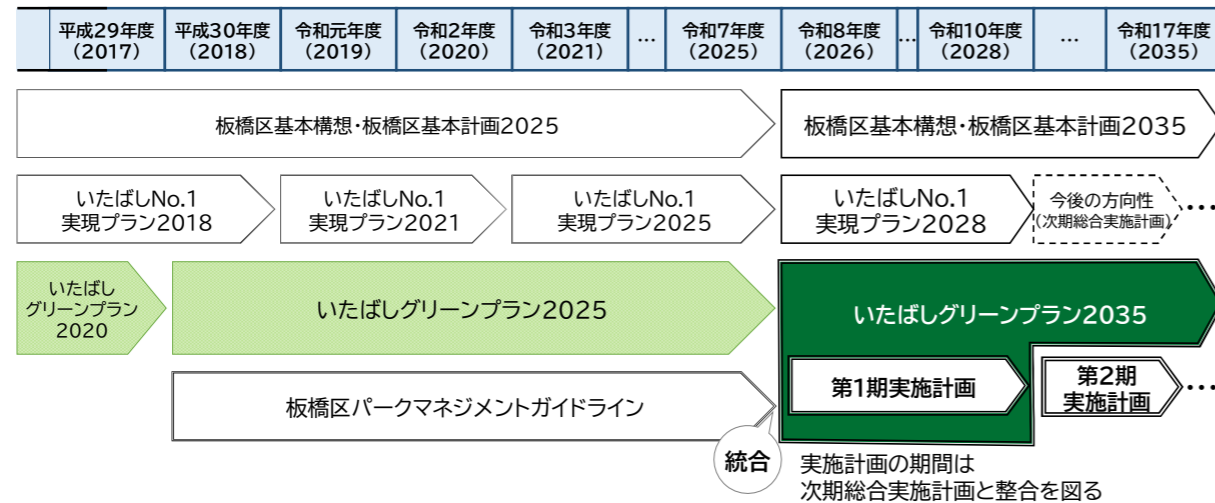 平成29年度 平成30年度 令和元年度 令和2年度 令和3年度 … 令和7年度 令和8年度 … 令和10年度 … 令和17年度
(2017) (2018) (2019) (2020) (2021) (2025) (2026) (2028) (2035)
板橋区基本構想・板橋区基本計画2025
板橋区基本構想・板橋区基本計画2035
いたばしNo.1
実現プラン2018
いたばしNo.1
実現プラン2021
いたばしNo.1
実現プラン2025
いたばしNo.1
実現プラン2028
今後の方向性
(次期総合実施計画)
…
いたばし
グリーンプラン
2020
いたばしグリーンプラン2025
いたばしグリーンプラン2035
板橋区パークマネジメントガイドライン
第1期実施計画
第2期
実施計画
…
統合
実施計画の期間は
次期総合実施計画と整合を図る